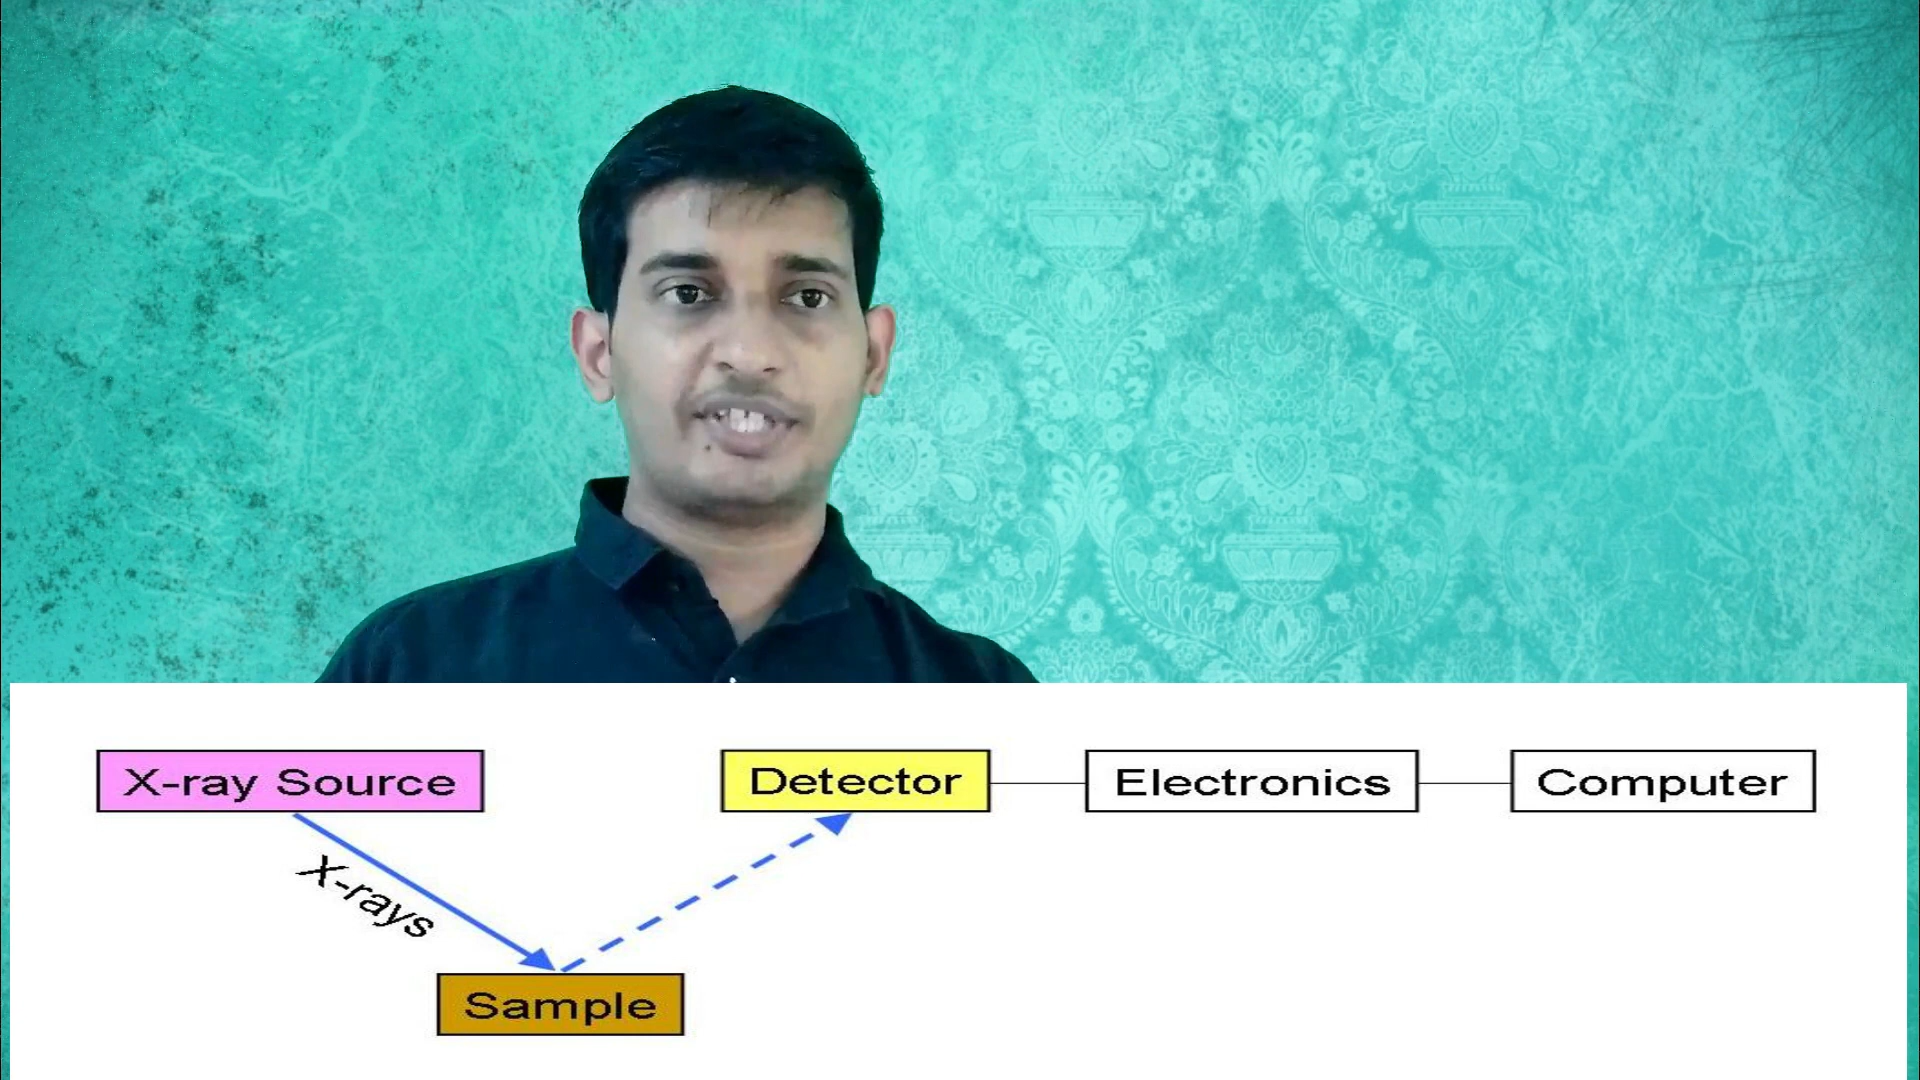 X-ray Source
Detector
Electronics
Computer
X-rays
Sample